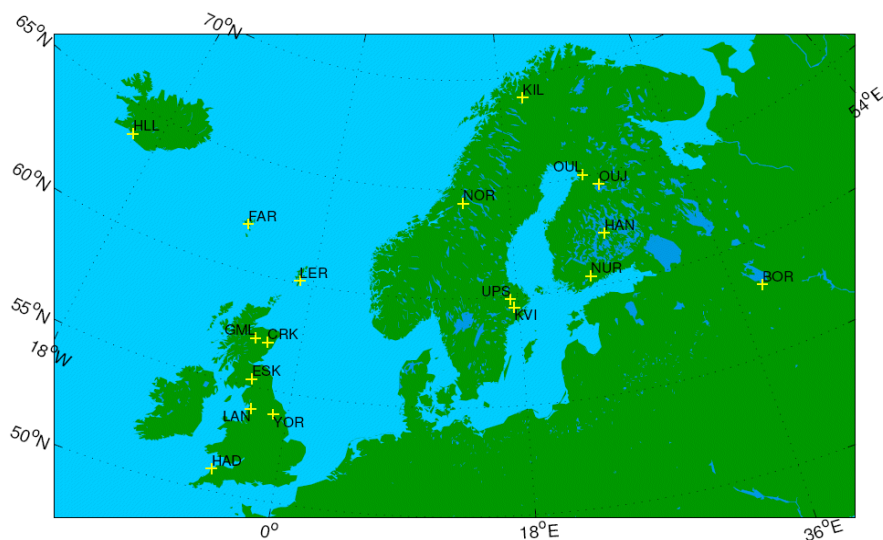 70°N
65°N
54°E
KIL
HLL
OUL
OUJ
60°N
NOR
FAR
HAN
LER
NUR
BOR
UPS
KVI
55°N
GML
CRK
18°W
ESK
LAN
YOR
50°N
HAD
0°
18°E
36°E